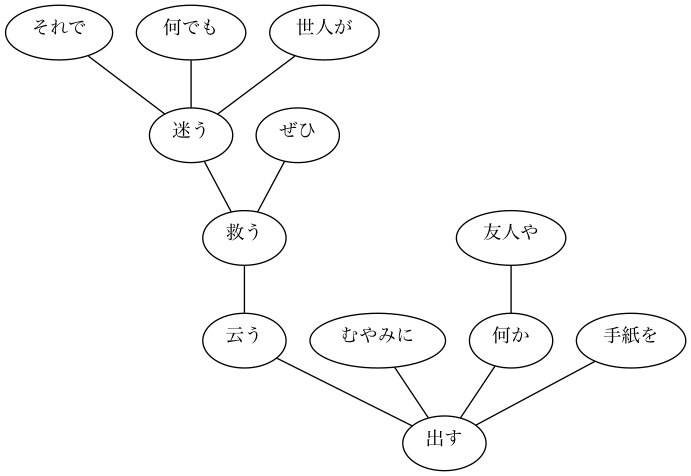 それで 何でも 世人が
迷う ぜひ
救う 友人や
云う むやみに 何か 手紙を
出す